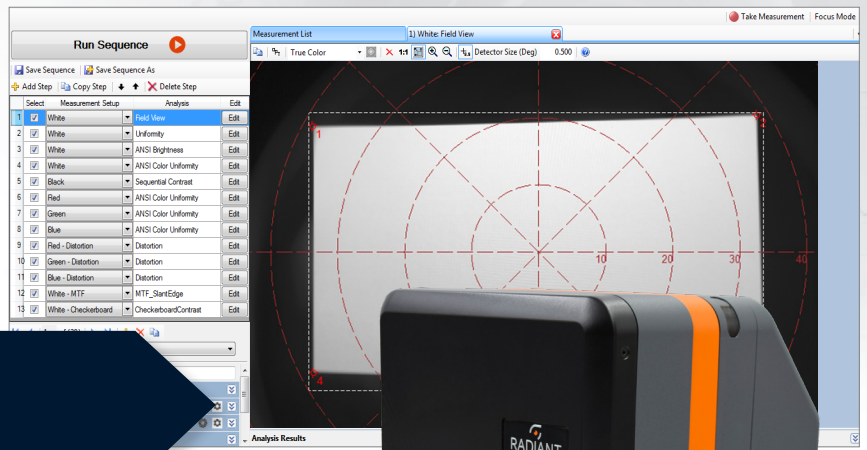 Take Measurement Focus Mode
Run Sequence
Measurement List 1) White: Field View
True Color 1:1 Detector Size (Deg) 0.500
Save Sequence Save Sequence As
Add Step Copy Step Delete Step
Select Measurement Setup Analysis Edit
1 White Field View Edit
2 White Uniformity Edit
3 White ANSI Brightness Edit
4 White ANSI Color Uniformity Edit
5 Black Sequential Contrast Edit
6 Red ANSI Color Uniformity Edit
7 Green ANSI Color Uniformity Edit
8 Blue ANSI Color Uniformity Edit
9 Red - Distortion Distortion Edit
10 Green - Distortion Distortion Edit
11 Blue - Distortion Distortion Edit
12 White - MTF MTF_SlantEdge Edit
13 White - Checkerboard CheckerboardContrast Edit
1 2
10 20 30 40
4
Analysis Results
RADIANT